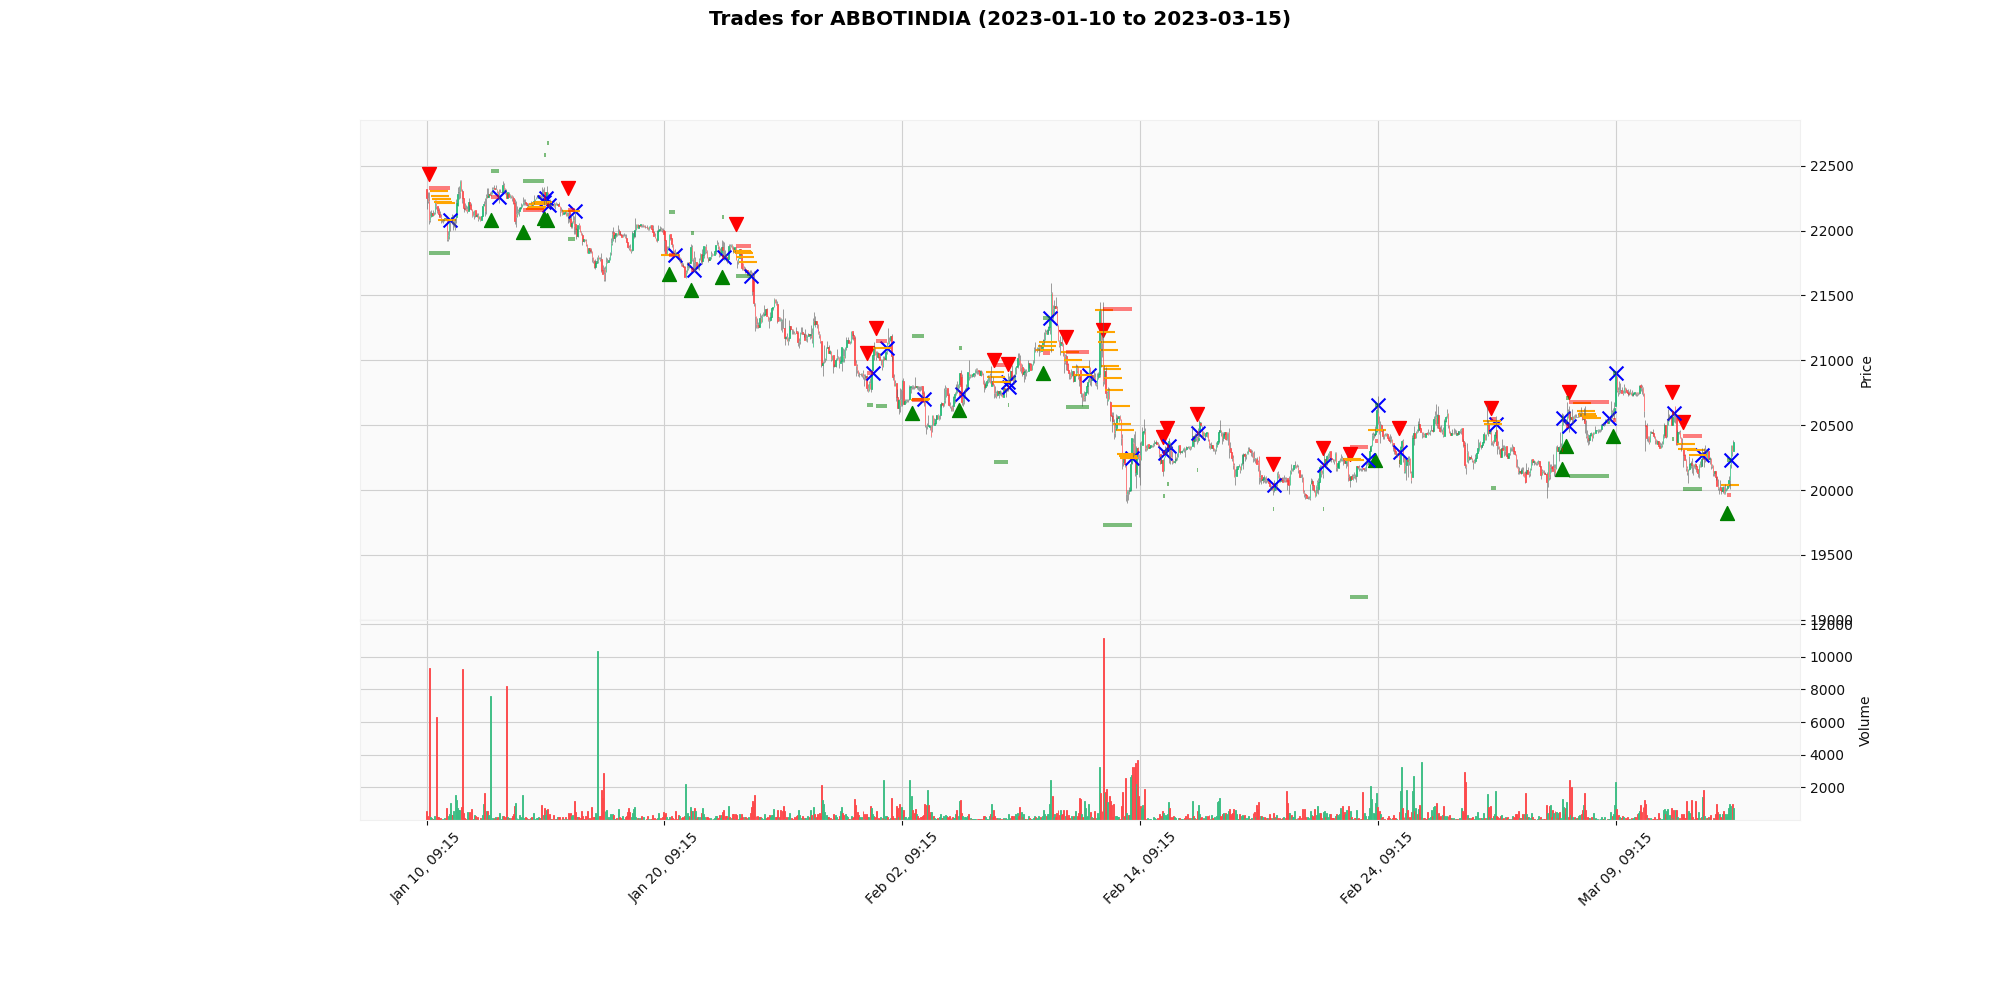 Trades for ABBOTINDIA (2023-01-10 to 2023-03-15)
22500
22000
21500
21000
20500
20000
19500
19000
Price
12000
10000
8000
6000
4000
2000
Volume
Jan 10, 09:15
Jan 20, 09:15
Feb 02, 09:15
Feb 14, 09:15
Feb 24, 09:15
Mar 09, 09:15